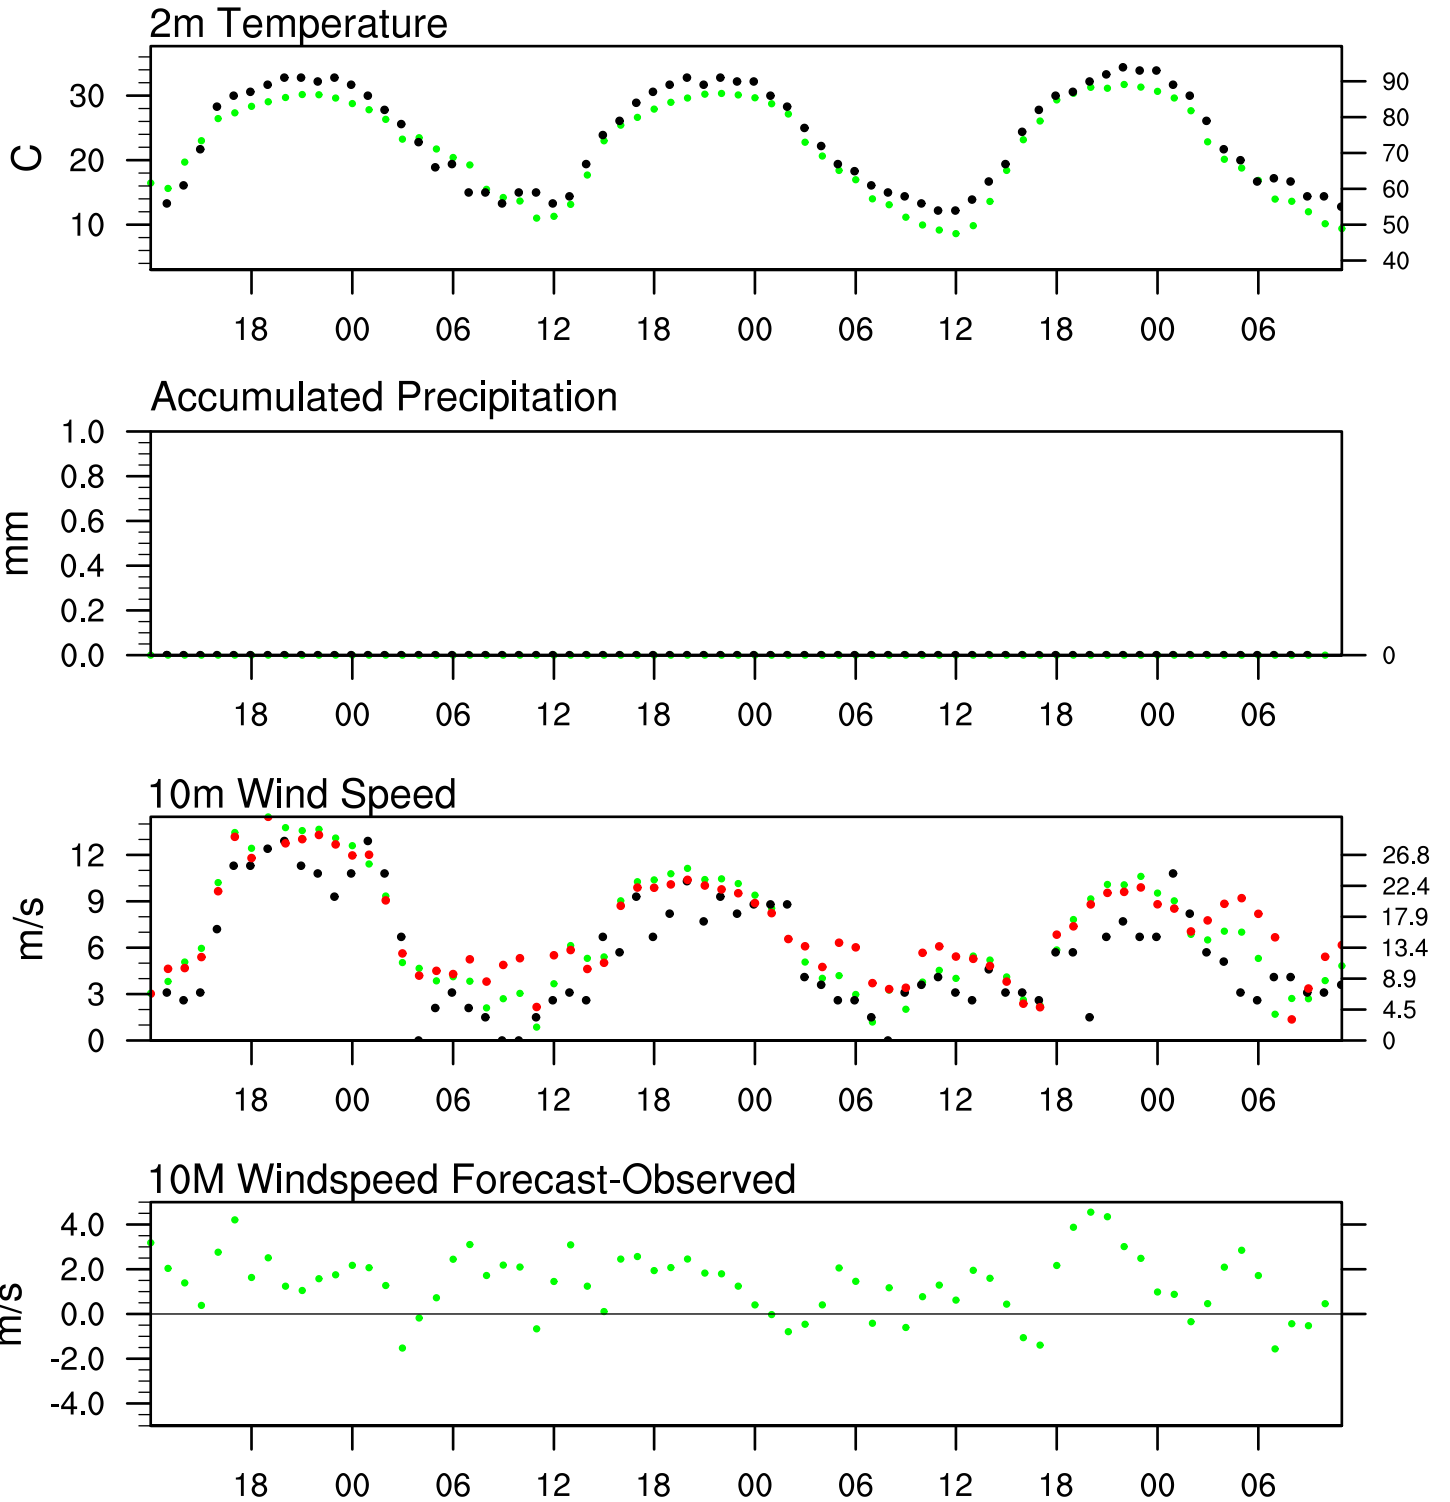 2m Temperature
C
30
20
10
90
80
70
60
50
40
18 00 06 12 18 00 06 12 18 00 06
Accumulated Precipitation
mm
1.0
0.8
0.6
0.4
0.2
0.0
0
18 00 06 12 18 00 06 12 18 00 06
10m Wind Speed
m/s
12
9
6
3
0
26.8
22.4
17.9
13.4
8.9
4.5
0
18 00 06 12 18 00 06 12 18 00 06
10M Windspeed Forecast-Observed
m/s
4.0
2.0
0.0
-2.0
-4.0
18 00 06 12 18 00 06 12 18 00 06